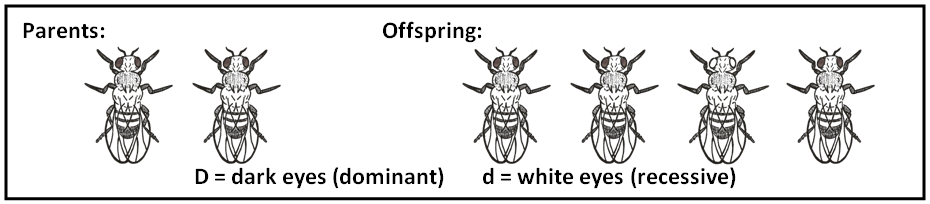 Parents:
Offspring:
D = dark eyes (dominant)
d = white eyes (recessive)